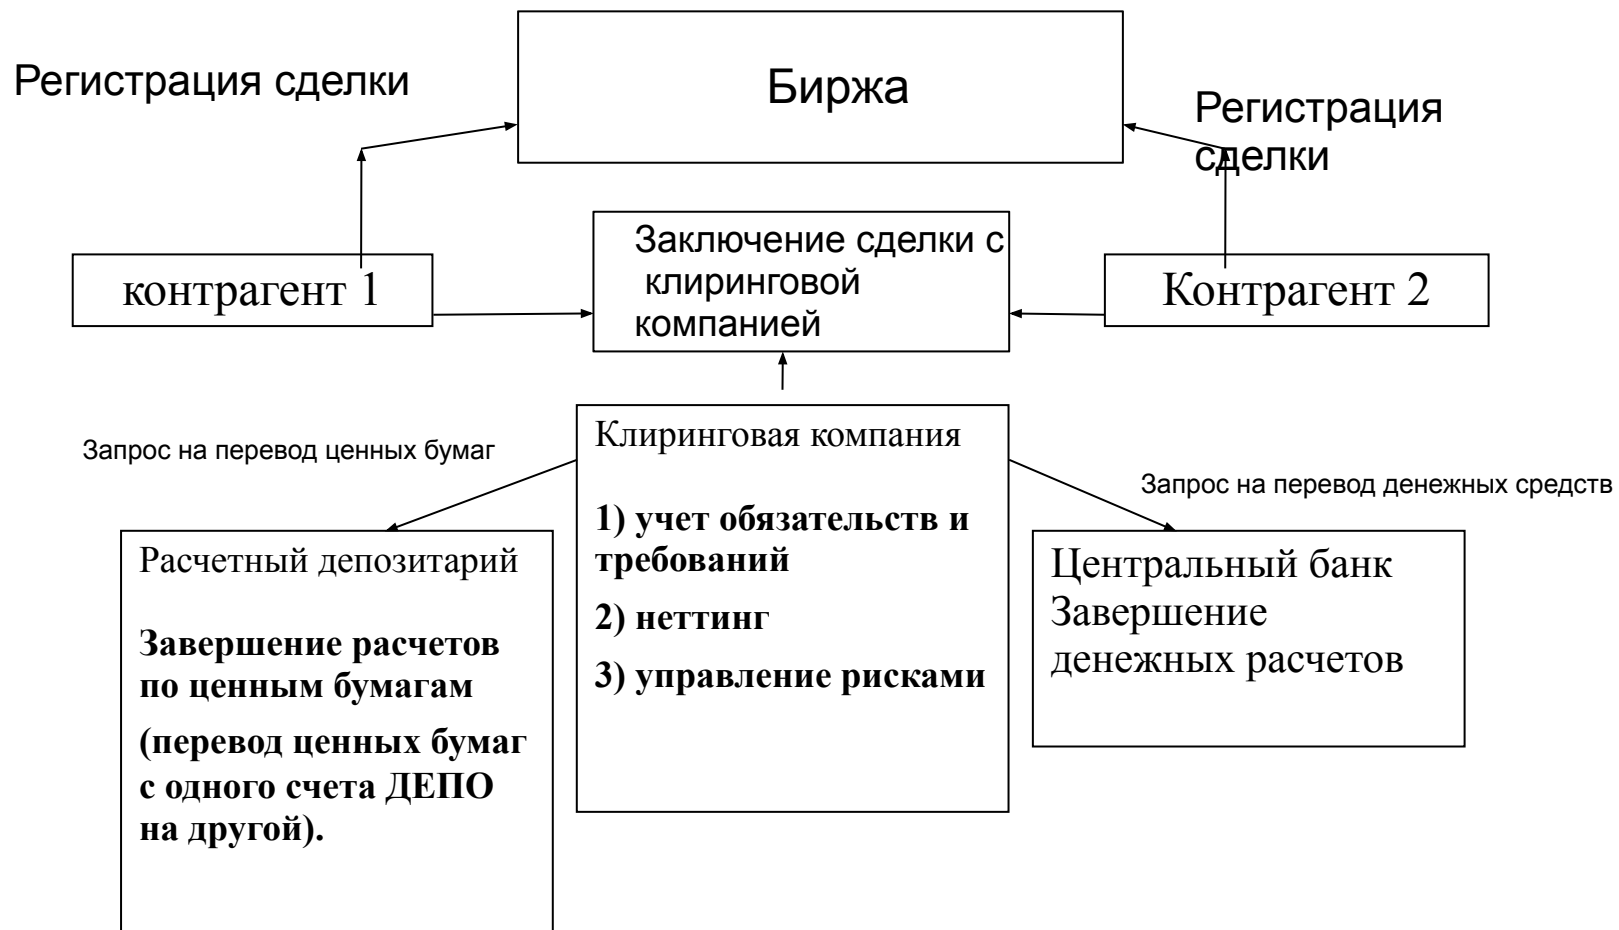 Биржа
Регистрация сделки
Регистрация
сделки
контрагент 1
Заключение сделки с
клиринговой
компанией
Контрагент 2
Запрос на перевод ценных бумаг
Клиринговая компания
1) учет обязательств и
требований
2) неттинг
3) управление рисками
Запрос на перевод денежных средств
Расчетный депозитарий
Завершение расчетов
по ценным бумагам
(перевод ценных бумаг
с одного счета ДЕПО
на другой).
Центральный банк
Завершение
денежных расчетов